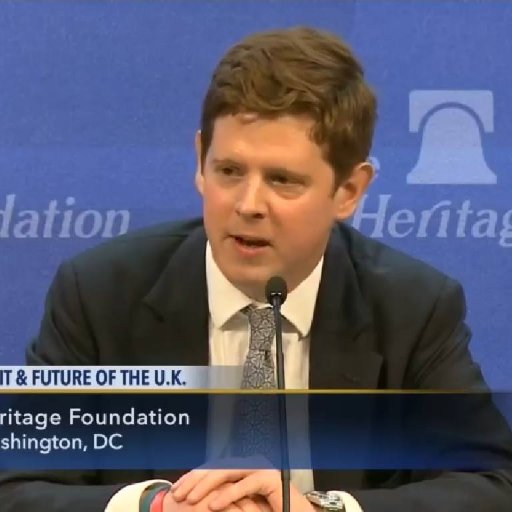 dation
Heritag
IT & FUTURE OF THE U.K.
ritage Foundation
shington, DC